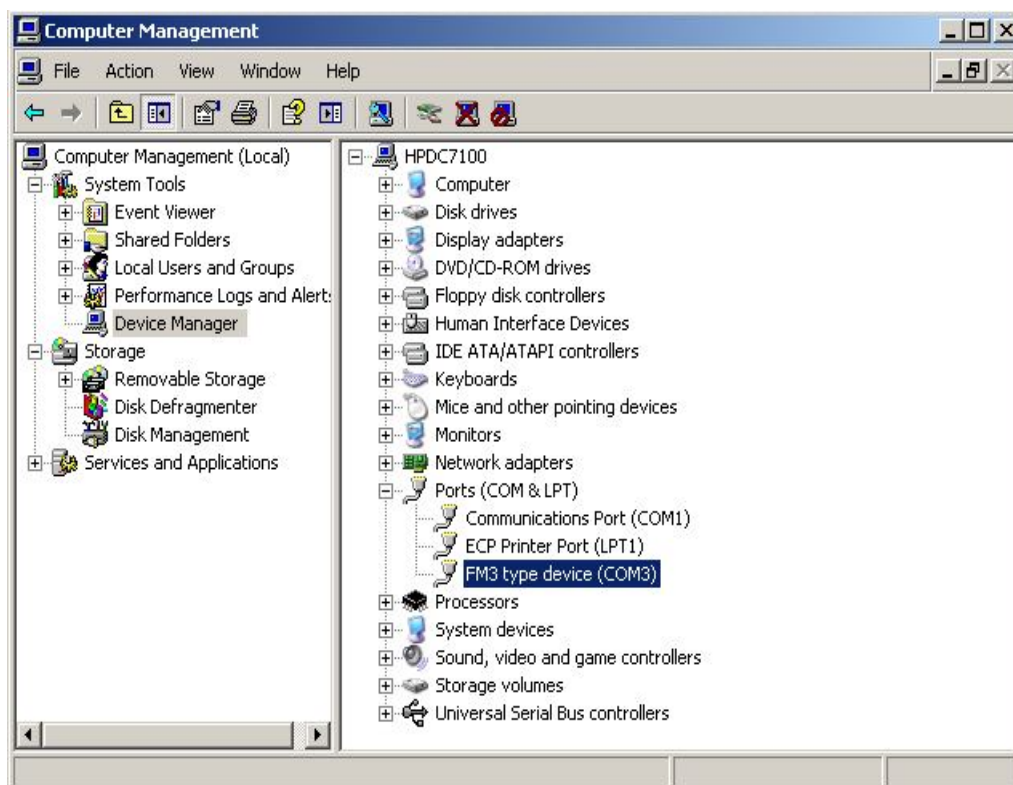 Computer Management
File Action View Window Help
Computer Management (Local)
System Tools
Event Viewer
Shared Folders
Local Users and Groups
Performance Logs and Alert:
Device Manager
Storage
Removable Storage
Disk Defragmenter
Disk Management
Services and Applications
HPDC7100
Computer
Disk drives
Display adapters
DVD/CD-ROM drives
Floppy disk controllers
Human Interface Devices
IDE ATA/ATAPI controllers
Keyboards
Mice and other pointing devices
Monitors
Network adapters
Ports (COM & LPT)
Communications Port (COM1)
ECP Printer Port (LPT1)
FM3 type device (COM3)
Processors
System devices
Sound, video and game controllers
Storage volumes
Universal Serial Bus controllers